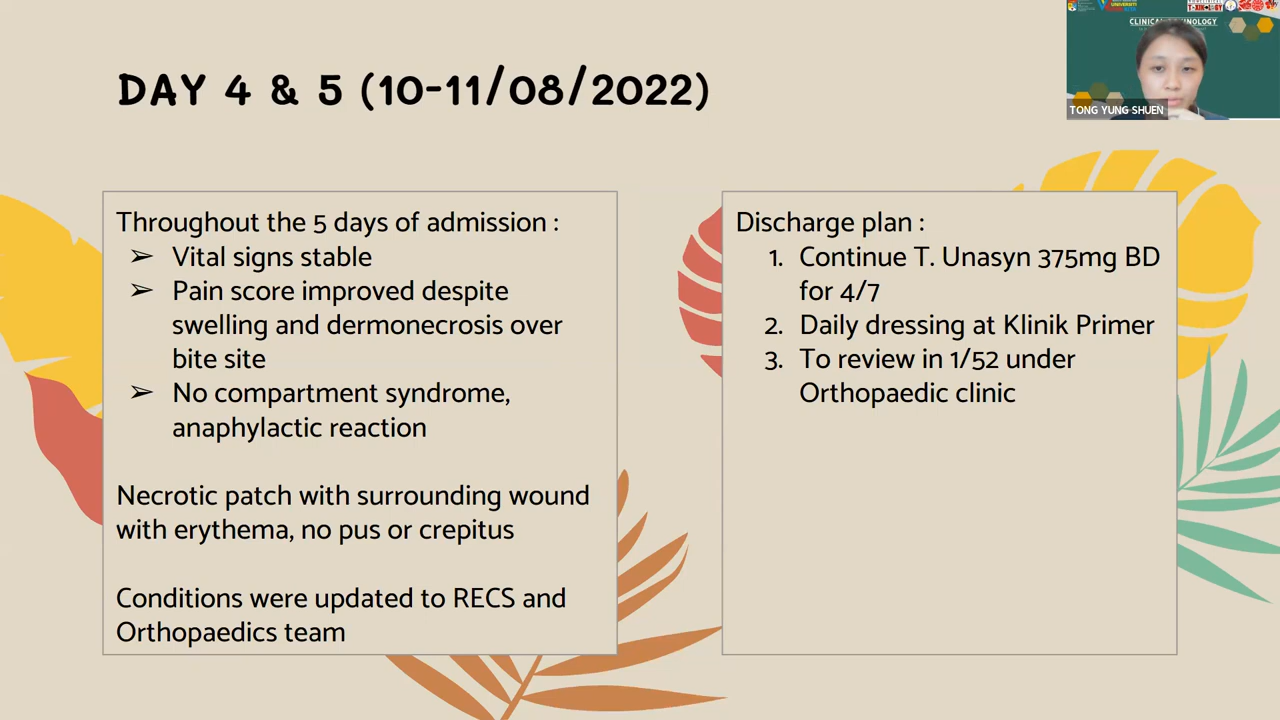 DAY 4 & 5 (10-11/08/2022)
Throughout the 5 days of admission :
➢ Vital signs stable
➢ Pain score improved despite
swelling and dermonecrosis over
bite site
➢ No compartment syndrome,
anaphylactic reaction
Necrotic patch with surrounding wound
with erythema, no pus or crepitus
Conditions were updated to RECS and
Orthopaedics team
Discharge plan :
1. Continue T. Unasyn 375mg BD
for 4/7
2. Daily dressing at Klinik Primer
3. To review in 1/52 under
Orthopaedic clinic
TONG YUNG SHUEN